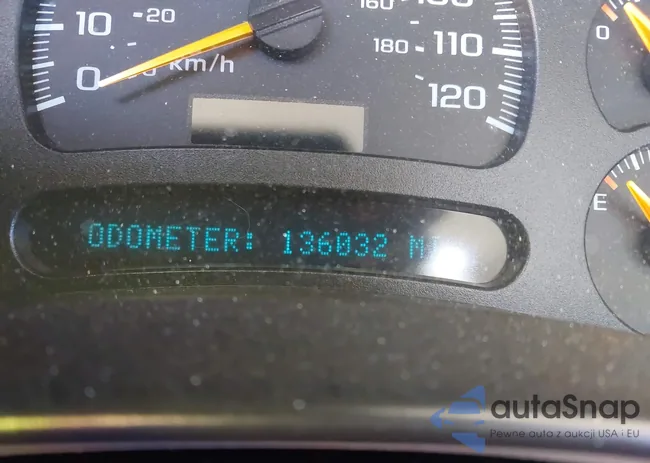 160
10 20
180 110
0 km/h
120
0
ODOMETER: 136032
E
autaSnap
Pewne auta z aukcji USA i EU